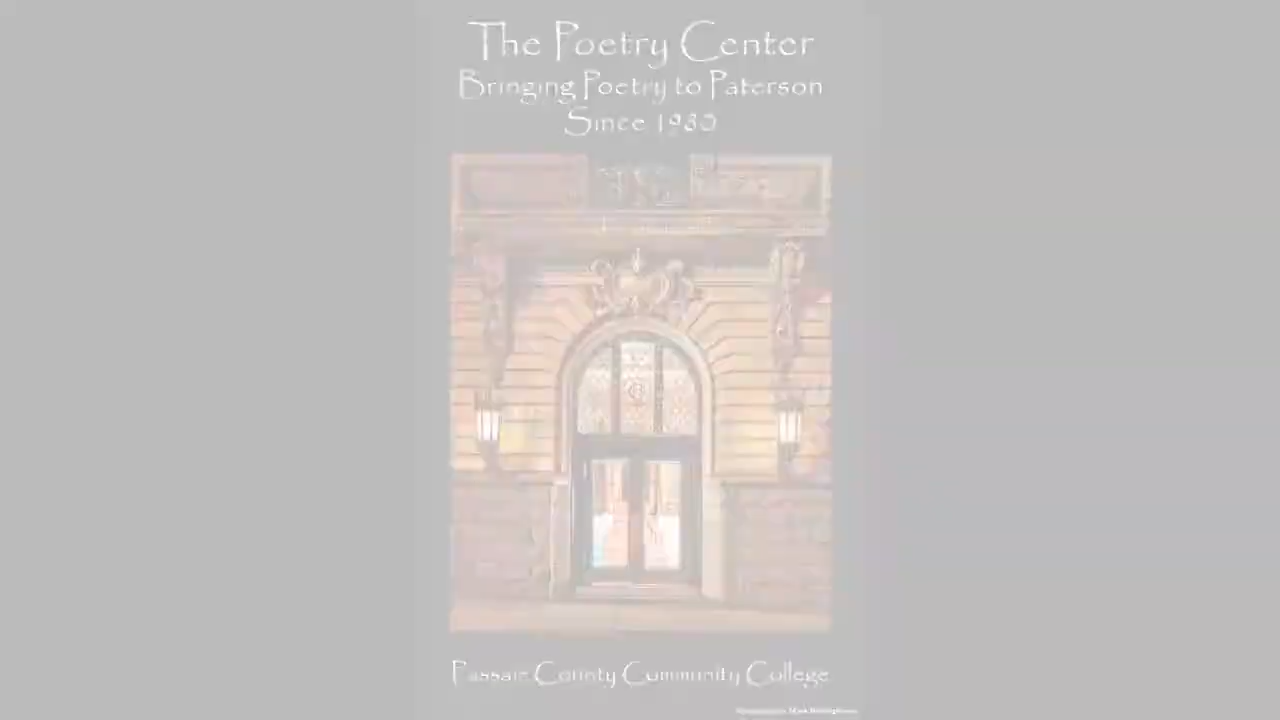 The Poetry Center
Bringing Poetry to Paterson
Since 1980
Passaic County Community College